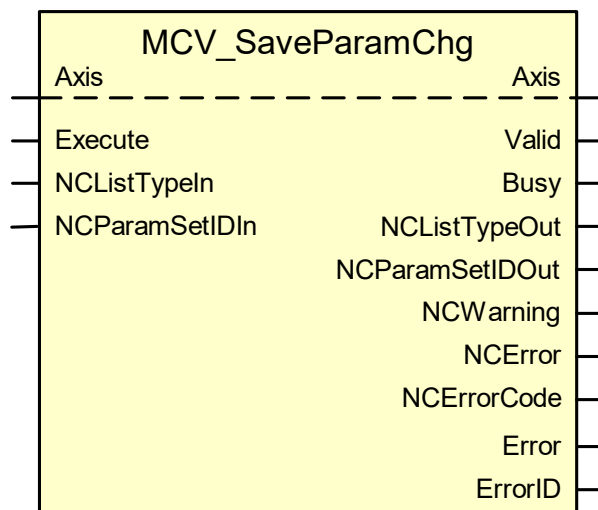 MCV_SaveParamChg
Axis Axis
Execute Valid
NCListTypeIn Busy
NCParamSetIDIn NCListTypeOut
NCParamSetIDOut
NCWarning
NCError
NCErrorCode
Error
ErrorID